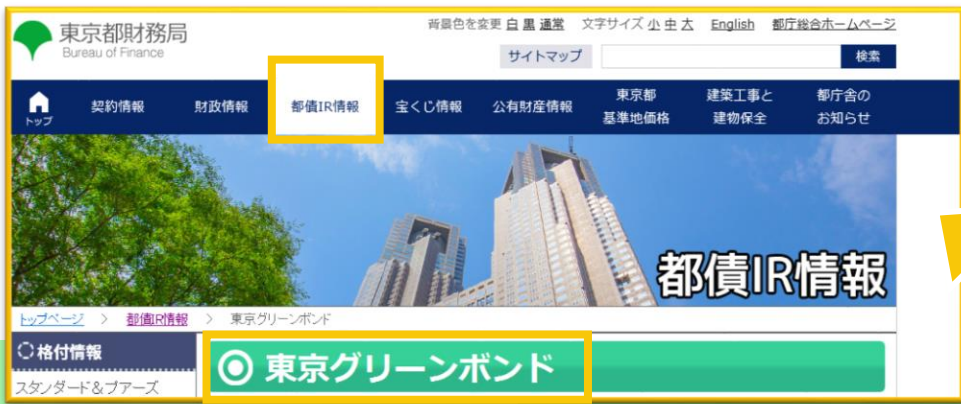 東京都財務局
Bureau of Finance
背景色を変更 白 黒 通常 文字サイズ 小 中 大 English 都庁総合ホームページ
サイトマップ 検索
トップ 契約情報 財政情報 都債IR情報 宝くじ情報 公有財産情報 東京都 基準地価格 建築工事と 建物保全 都庁舎の お知らせ
都債IR情報
トップページ > 都債IR情報 > 東京グリーンボンド
格付情報
東京グリーンボンド
スタンダード&プアーズ